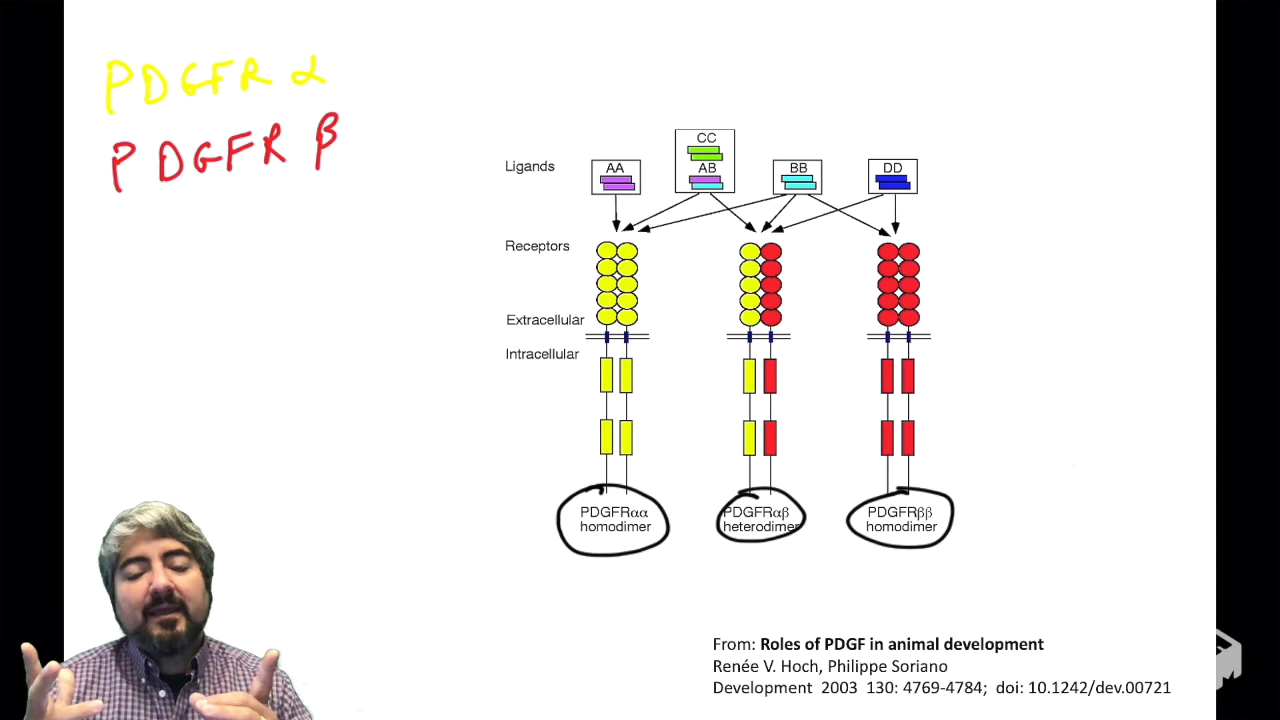 PDGFR α
PDGFR β
CC
Ligands
AA
AB
BB
DD
Receptors
Extracellular
Intracellular
PDGFRαα
homodimer
PDGFRαβ
heterodimer
PDGFRββ
homodimer
From: Roles of PDGF in animal development
Renée V. Hoch, Philippe Soriano
Development 2003 130: 4769-4784; doi: 10.1242/dev.00721